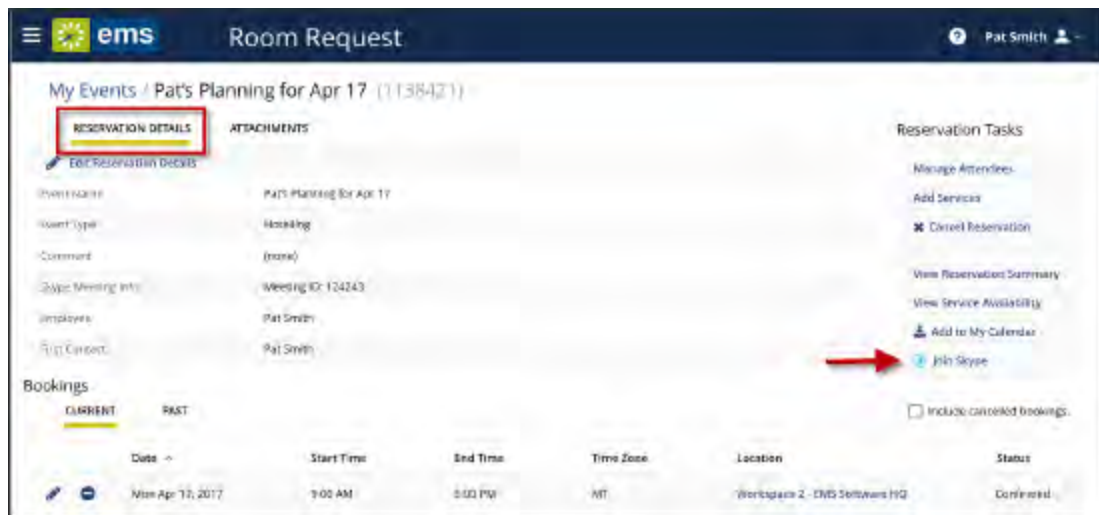 ems Room Request Pat Smith
My Events / Pat's Planning for Apr 17 (1138421)
RESERVATION DETAILS ATTACHMENTS Reservation Tasks
Edit Reservation Details Manage Attendees
Event Name Pat's Planning for Apr 17 Add Services
Event Type Hoteling Cancel Reservation
Comment (none)
Skype Meeting Info Meeting ID: 124243 View Reservation Summary
Employee Pat Smith View Service Availability
First Contact Pat Smith Add to My Calendar
Join Skype
Bookings
CURRENT PAST Include cancelled bookings.
Date Start Time End Time Time Zone Location Status
Mon Apr 17, 2017 9:00 AM 5:00 PM MT Workspace 2 - EMS Software HQ Confirmed